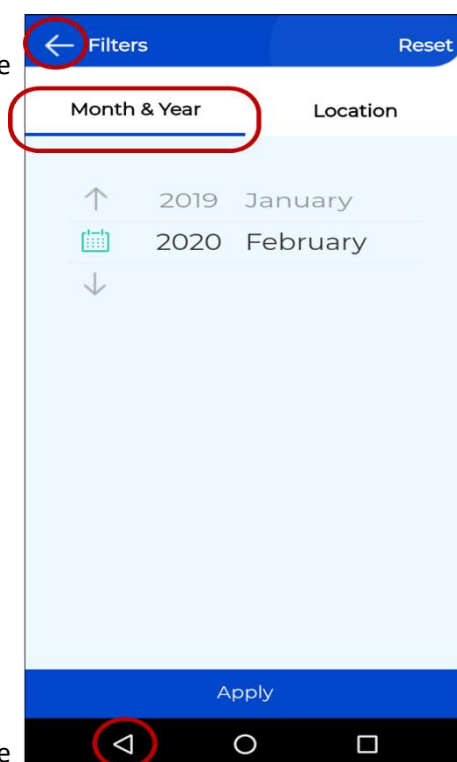 Filters Reset
e
Month & Year Location
2019 January
2020 February
Apply
e